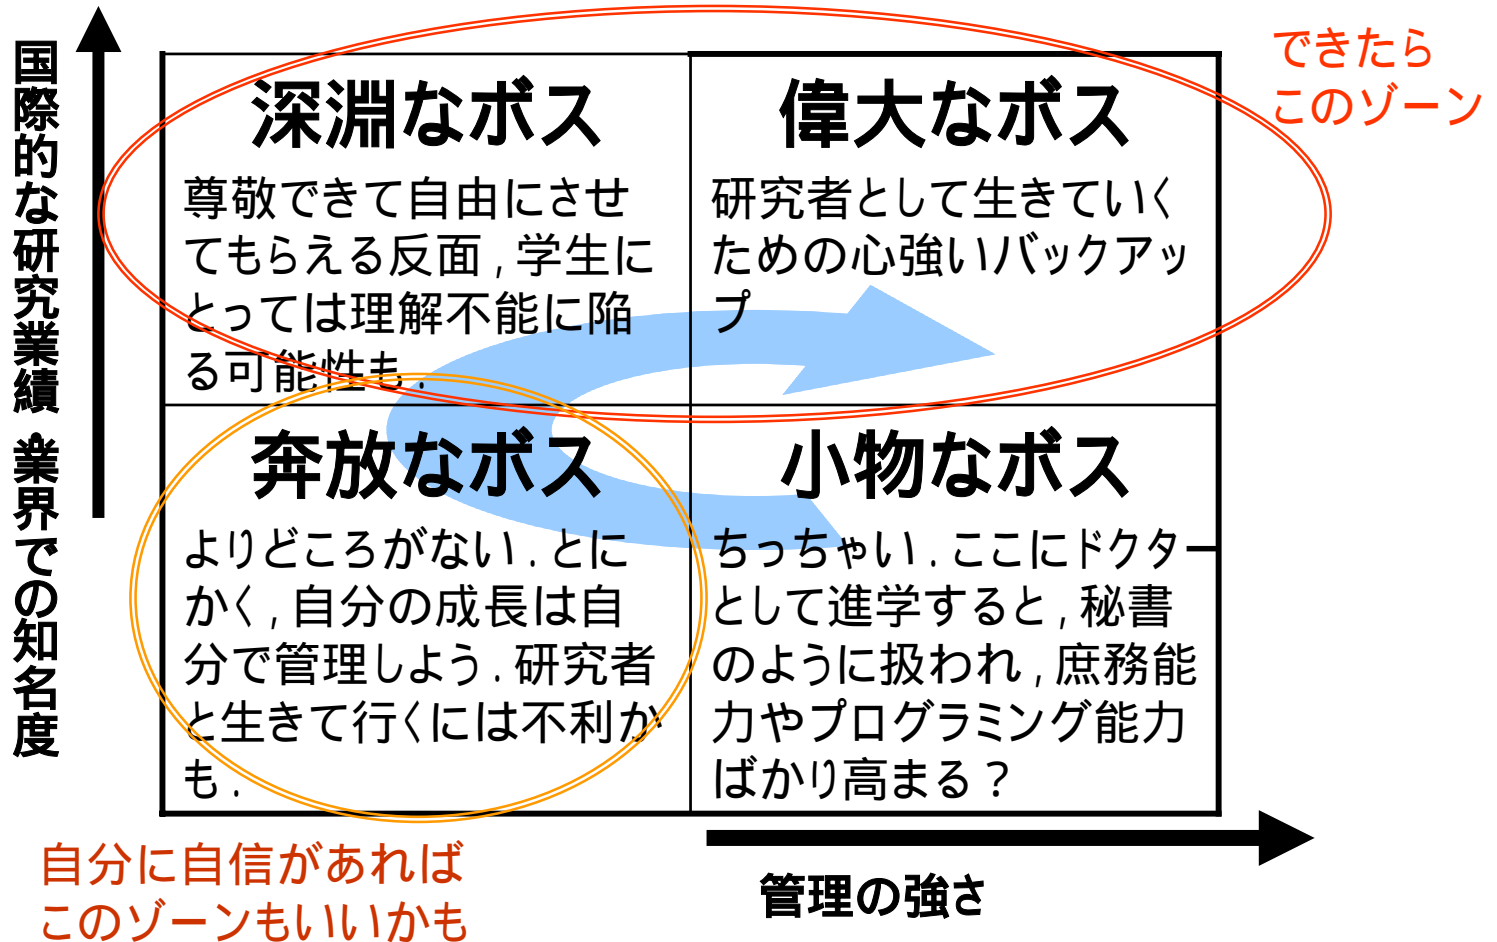 国際的な研究業績・業界での知名度
できたら
このゾーン
深淵なボス
尊敬できて自由にさせ
てもらえる反面,学生に
とっては理解不能に陥
る可能性も.
偉大なボス
研究者として生きていく
ための心強いバックアッ
プ
奔放なボス
よりどころがない.とに
かく,自分の成長は自
分で管理しよう.研究者
と生きて行くには不利か
も.
小物なボス
ちっちゃい.ここにドクター
として進学すると,秘書
のように扱われ,庶務能
力やプログラミング能力
ばかり高まる?
自分に自信があれば
このゾーンもいいかも
管理の強さ